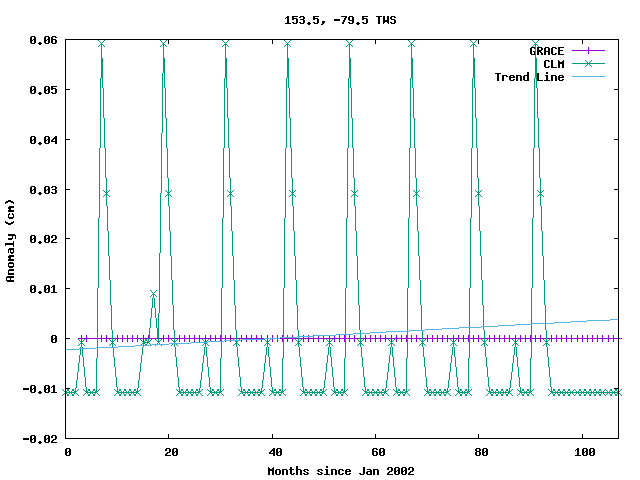 153.5, -79.5 TWS
GRACE
CLM
Trend Line
0.06
0.05
0.04
0.03
0.02
0.01
0
-0.01
-0.02
Anomaly (cm)
0 20 40 60 80 100
Months since Jan 2002